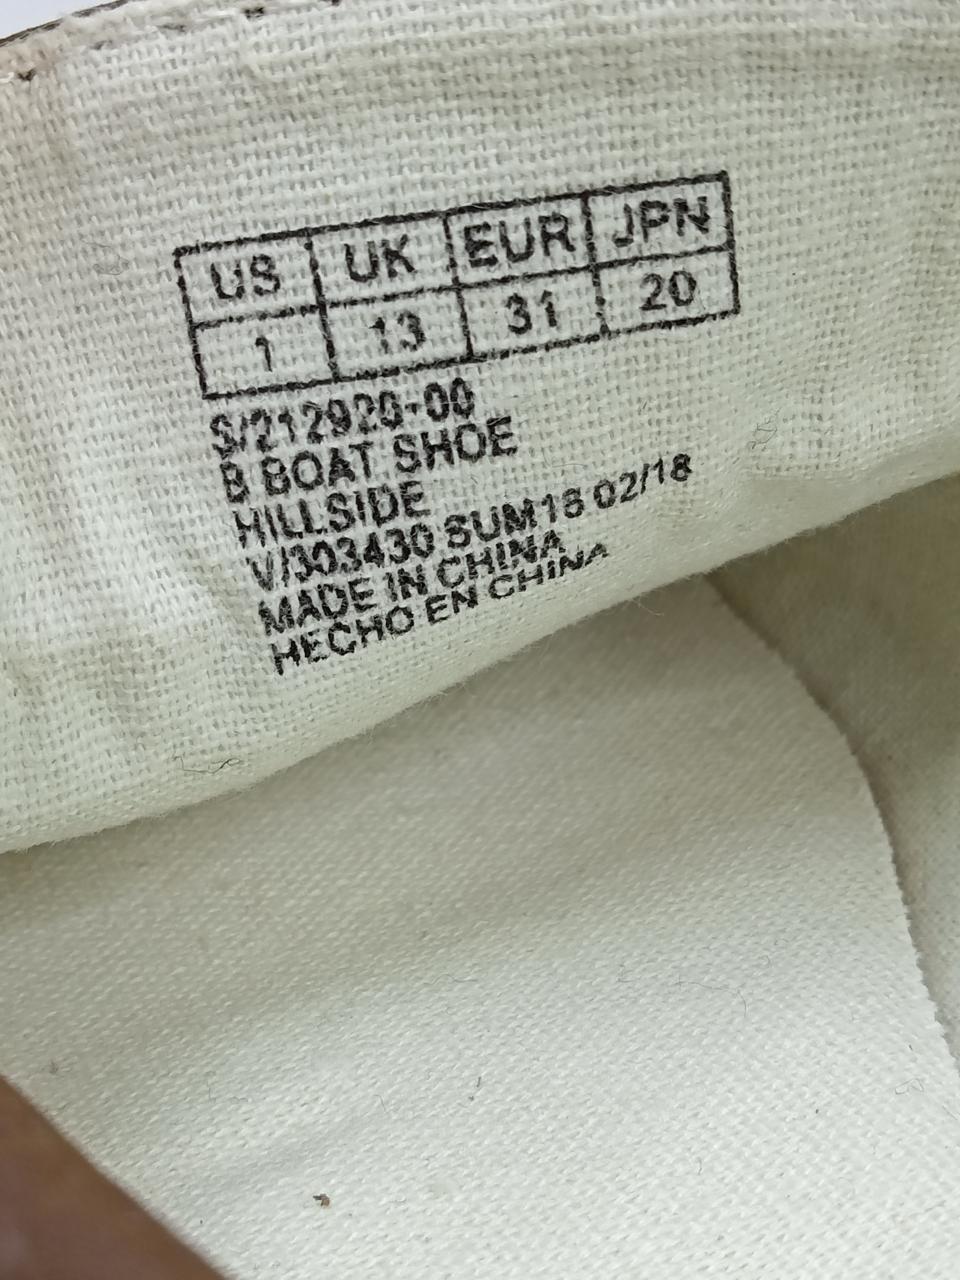 US UK EUR JPN
1 13 31 20
S/212920-00
B BOAT SHOE
HILLSIDE
V/303430 SUM18 02/18
MADE IN CHINA
HECHO EN CHINA